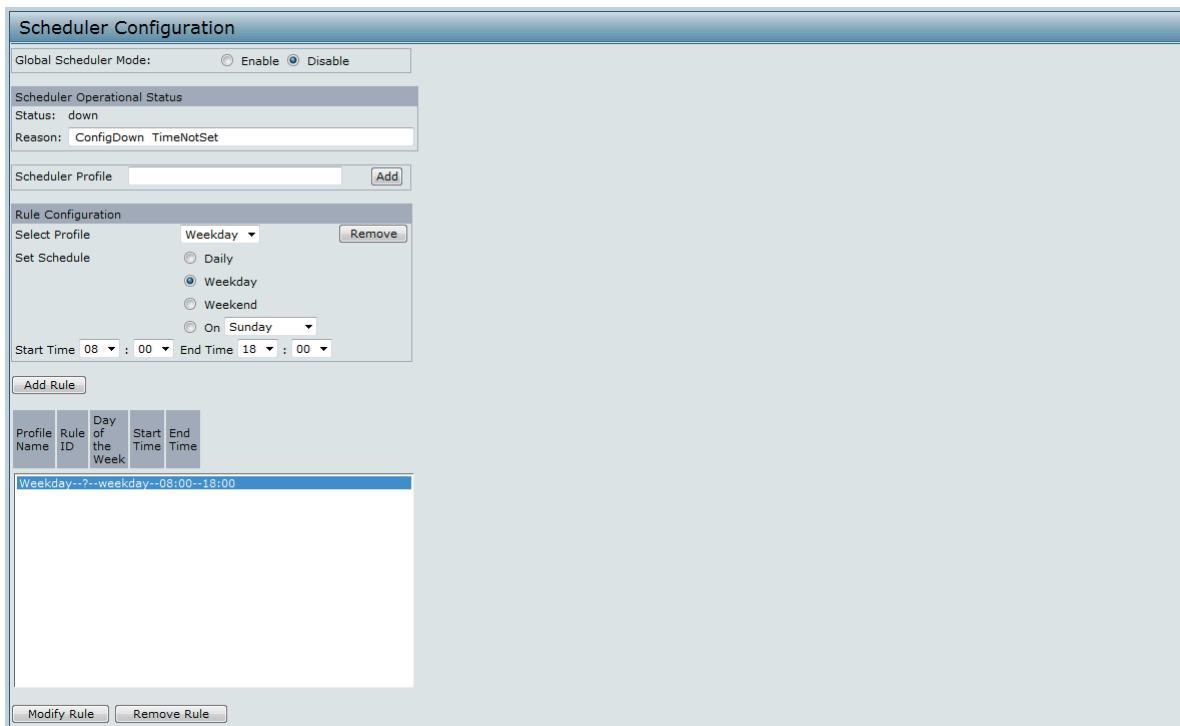 Scheduler Configuration
Global Scheduler Mode: Enable Disable
Scheduler Operational Status
Status: down
Reason: ConfigDown TimeNotSet
Scheduler Profile Add
Rule Configuration
Select Profile Weekday Remove
Set Schedule Daily
Weekday
Weekend
On Sunday
Start Time 08 : 00 End Time 18 : 00
Add Rule
Profile Name Rule ID Day of the Week Start Time End Time
Weekday--?--weekday--08:00--18:00
Modify Rule Remove Rule